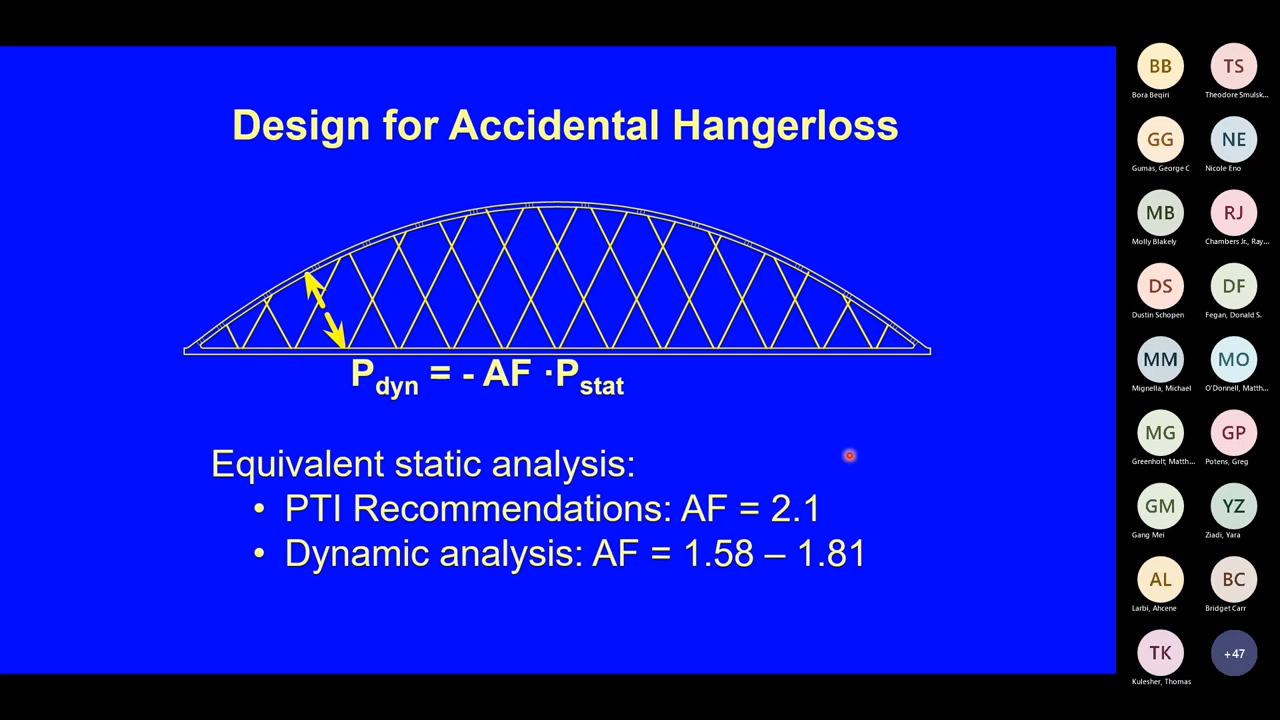 Design for Accidental Hangerloss
Pdyn = - AF ·Pstat
Equivalent static analysis:
• PTI Recommendations: AF = 2.1
• Dynamic analysis: AF = 1.58 – 1.81
BB
TS
Bora Beqiri
Theodore Smulsk...
GG
NE
Gumas, George C
Nicole Eno
MB
RJ
Molly Blakely
Chambers Jr., Ray...
DS
DF
Dustin Schopen
Fegan, Donald S.
MM
MO
Mignella, Michael
O'Donnell, Matth...
MG
GP
Greenholt, Matth...
Potens, Greg
GM
YZ
Gang Mei
Ziadi, Yara
AL
BC
Larbi, Ahcene
Bridget Carr
TK
+47
Kulesher, Thomas